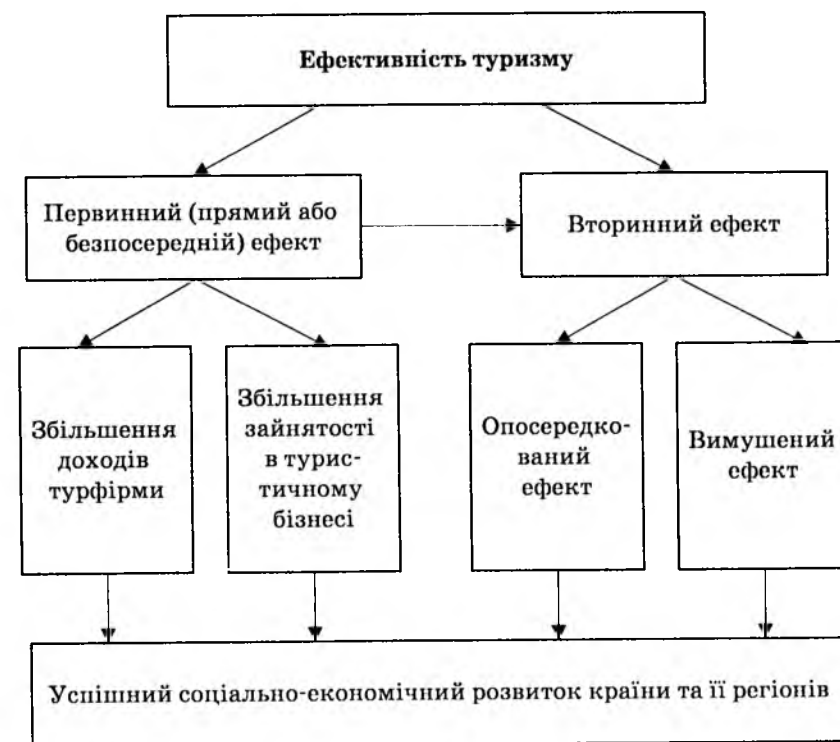 Ефективність туризму
Первинний (прямий або
безпосередній) ефект
Вторинний ефект
Збільшення
доходів
турфірми
Збільшення
зайнятості
в турис-
тичному
бізнесі
Опосередко-
ваний
ефект
Вимушений
ефект
Успішний соціально-економічний розвиток країни та її регіонів